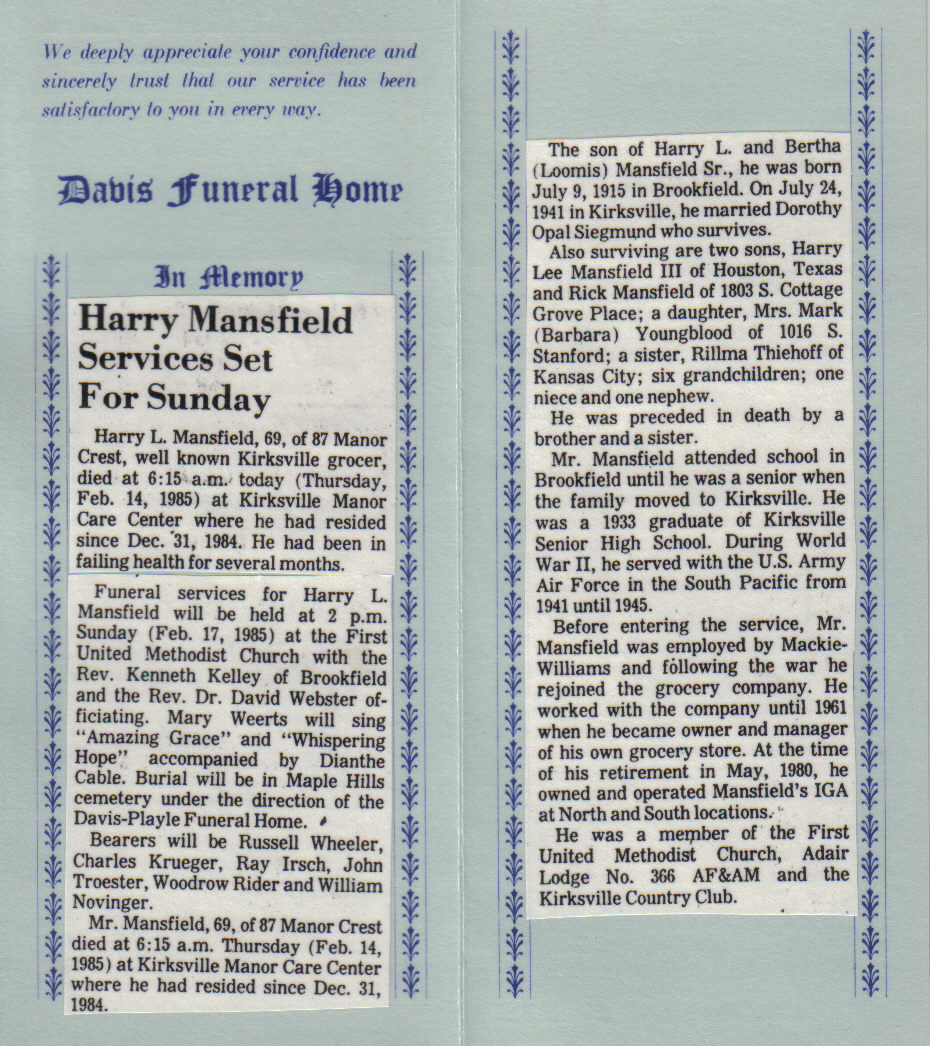 We deeply appreciate your confidence and
sincerely trust that our service has been
satisfactory to you in every way.
Davis Funeral Home
In Memory
Harry Mansfield
Services Set
For Sunday
Harry L. Mansfield, 69, of 87 Manor
Crest, well known Kirksville grocer,
died at 6:15 a.m. today (Thursday,
Feb. 14, 1985) at Kirksville Manor
Care Center where he had resided
since Dec. 31, 1984. He had been in
failing health for several months.
Funeral services for Harry L.
Mansfield will be held at 2 p.m.
Sunday (Feb. 17, 1985) at the First
United Methodist Church with the
Rev. Kenneth Kelley of Brookfield
and the Rev. Dr. David Webster of-
ficiating. Mary Weerts will sing
"Amazing Grace" and "Whispering
Hope" accompanied by Dianthe
Cable. Burial will be in Maple Hills
cemetery under the direction of the
Davis-Playle Funeral Home.
Bearers will be Russell Wheeler,
Charles Krueger, Ray Irsch, John
Troester, Woodrow Rider and William
Novinger.
Mr. Mansfield, 69, of 87 Manor Crest
died at 6:15 a.m. Thursday (Feb. 14,
1985) at Kirksville Manor Care Center
where he had resided since Dec. 31,
1984.
The son of Harry L. and Bertha
(Loomis) Mansfield Sr., he was born
July 9, 1915 in Brookfield. On July 24,
1941 in Kirksville, he married Dorothy
Opal Siegmund who survives.
Also surviving are two sons, Harry
Lee Mansfield III of Houston, Texas
and Rick Mansfield of 1803 S. Cottage
Grove Place; a daughter, Mrs. Mark
(Barbara) Youngblood of 1016 S.
Stanford; a sister, Rillma Thiehoff of
Kansas City; six grandchildren; one
niece and one nephew.
He was preceded in death by a
brother and a sister.
Mr. Mansfield attended school in
Brookfield until he was a senior when
the family moved to Kirksville. He
was a 1933 graduate of Kirksville
Senior High School. During World
War II, he served with the U.S. Army
Air Force in the South Pacific from
1941 until 1945.
Before entering the service, Mr.
Mansfield was employed by Mackie-
Williams and following the war he
rejoined the grocery company. He
worked with the company until 1961
when he became owner and manager
of his own grocery store. At the time
of his retirement in May, 1980, he
owned and operated Mansfield's IGA
at North and South locations.
He was a member of the First
United Methodist Church, Adair
Lodge No. 366 AF&AM and the
Kirksville Country Club.